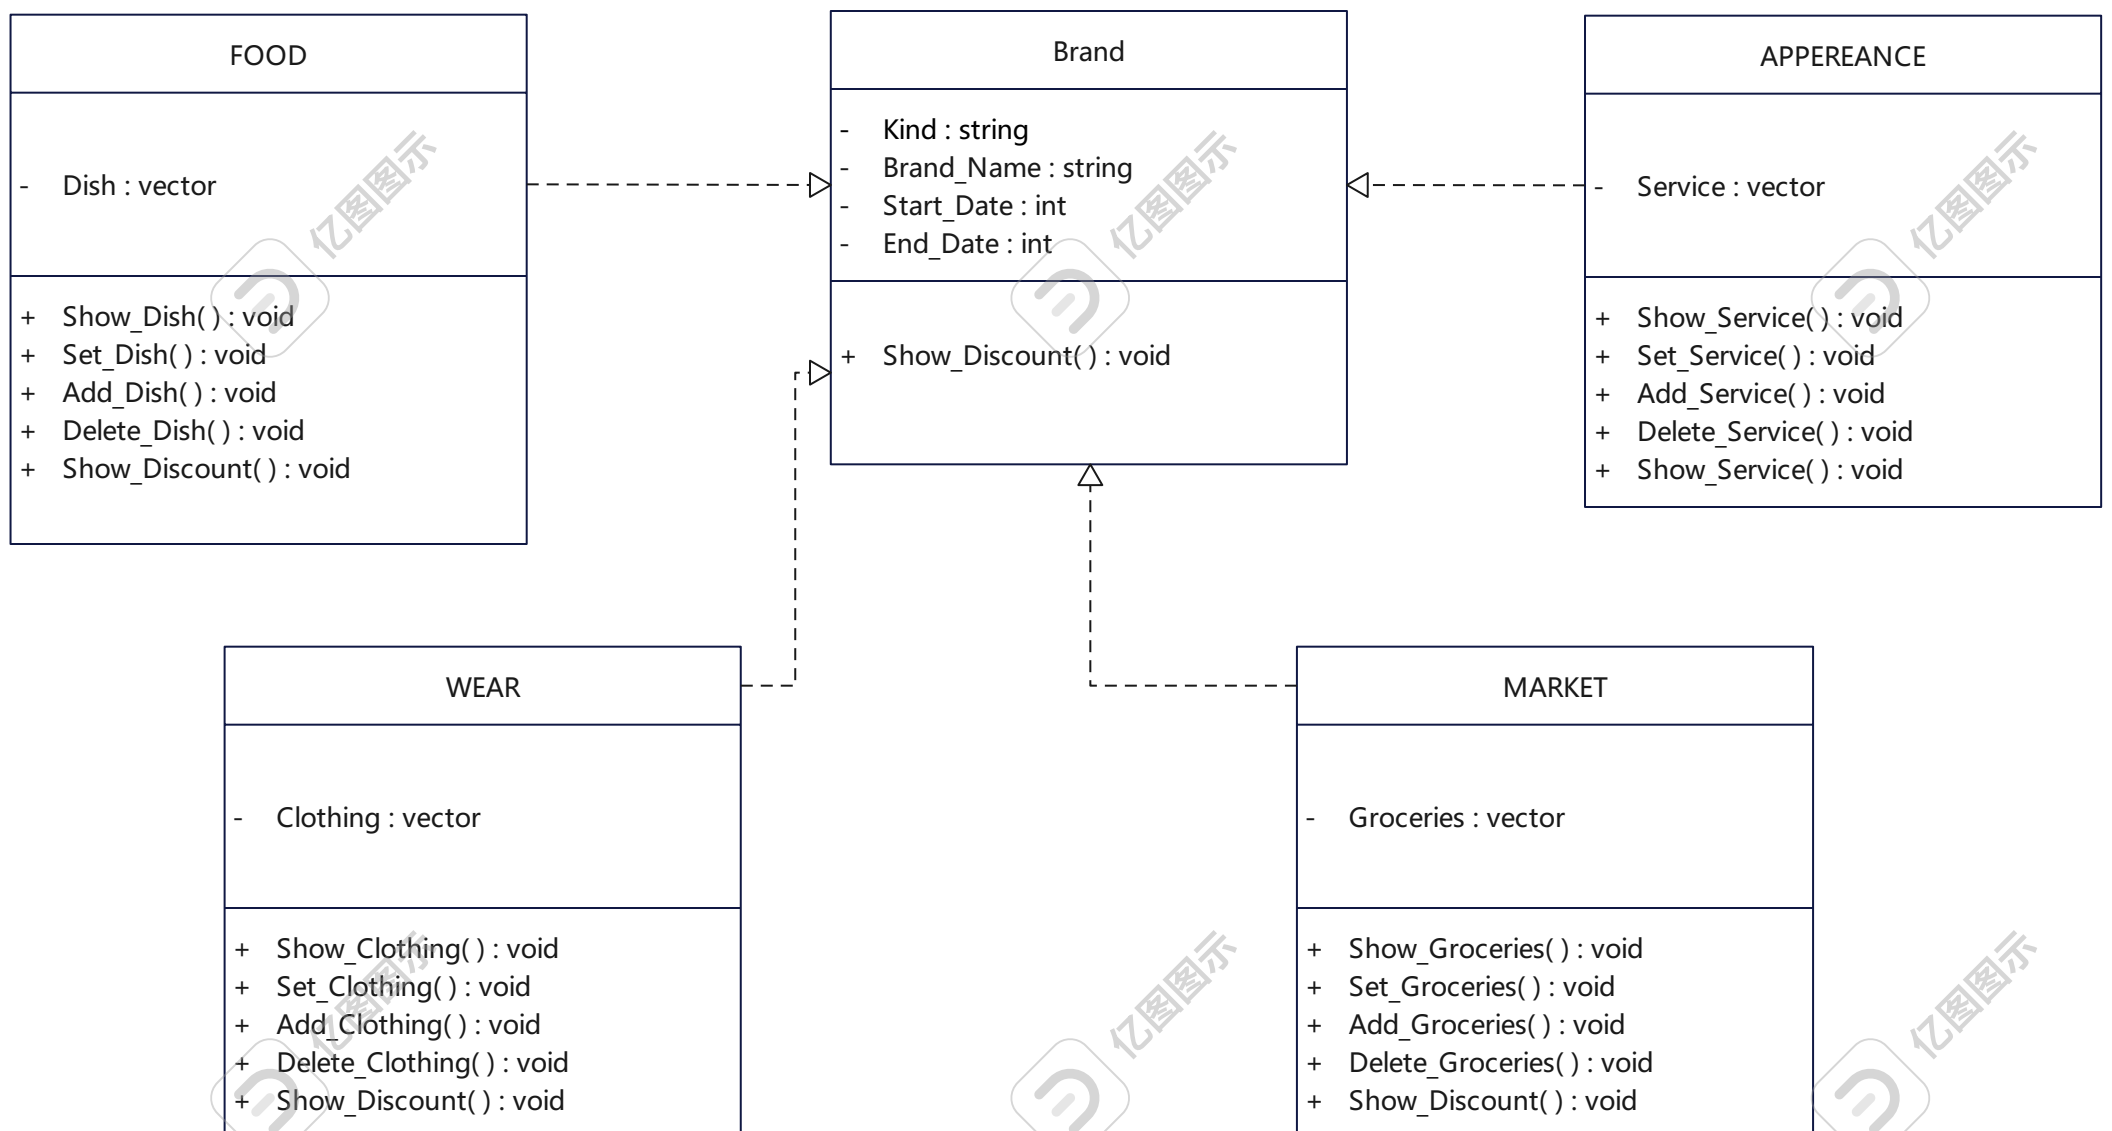 FOOD
- Dish : vector
+ Show_Dish( ) : void
+ Set_Dish( ) : void
+ Add_Dish( ) : void
+ Delete_Dish( ) : void
+ Show_Discount( ) : void
Brand
- Kind : string
- Brand_Name : string
- Start_Date : int
- End_Date : int
+ Show_Discount( ) : void
APPEREANCE
- Service : vector
+ Show_Service( ) : void
+ Set_Service( ) : void
+ Add_Service( ) : void
+ Delete_Service( ) : void
+ Show_Service( ) : void
WEAR
- Clothing : vector
+ Show_Clothing( ) : void
+ Set_Clothing( ) : void
+ Add_Clothing( ) : void
+ Delete_Clothing( ) : void
+ Show_Discount( ) : void
MARKET
- Groceries : vector
+ Show_Groceries( ) : void
+ Set_Groceries( ) : void
+ Add_Groceries( ) : void
+ Delete_Groceries( ) : void
+ Show_Discount( ) : void
亿图图示
亿图图示
亿图图示
亿图图示
亿图图示
亿图图示